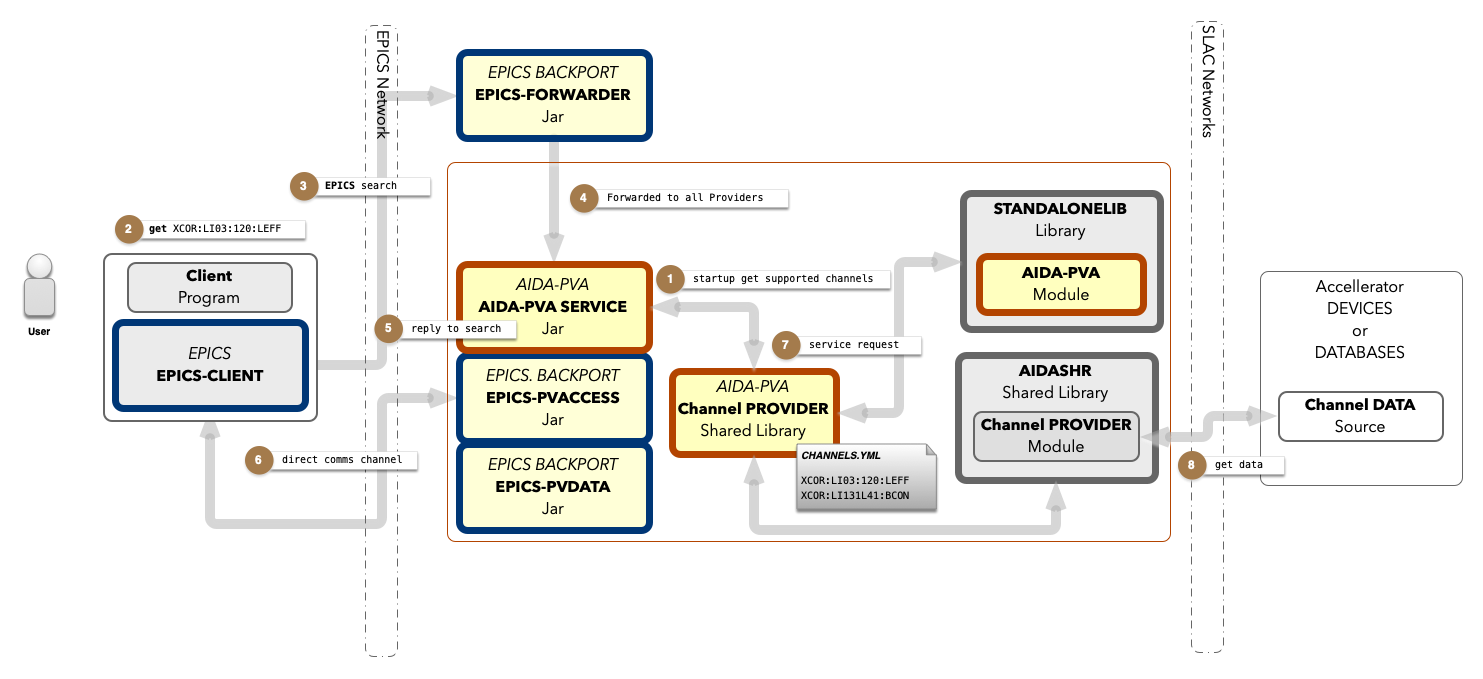 EPICS Network
SLAC Networks
EPICS BACKPORT
EPICS-FORWARDER
Jar
3 EPICS search
4 Forwarded to all Providers
2 get XCOR:LI03:120:LEFF
STANDALONELIB
Library
AIDA-PVA
Module
User
Client
Program
EPICS
EPICS-CLIENT
AIDA-PVA
AIDA-PVA SERVICE
Jar
1 startup get supported channels
5 reply to search
7 service request
EPICS. BACKPORT
EPICS-PVACCESS
Jar
EPICS BACKPORT
EPICS-PVDATA
Jar
AIDA-PVA
Channel PROVIDER
Shared Library
CHANNELS.YML
XCOR:LI03:120:LEFF
XCOR:LI131L41:BCON
AIDASHR
Shared Library
Channel PROVIDER
Module
6 direct comms channel
8 get data
Accellerator
DEVICES
or
DATABASES
Channel DATA
Source